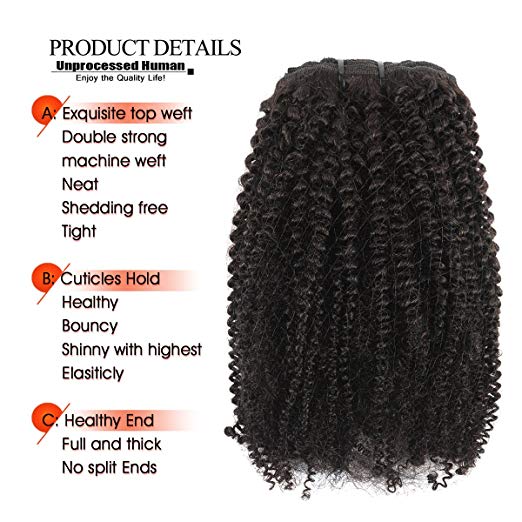 PRODUCT DETAILS
Unprocessed Human
Enjoy the Quality Life!
A: Exquisite top weft
Double strong
machine weft
Neat
Shedding free
Tight
B: Cuticles Hold
Healthy
Bouncy
Shinny with highest
Elasiticly
C: Healthy End
Full and thick
No split Ends